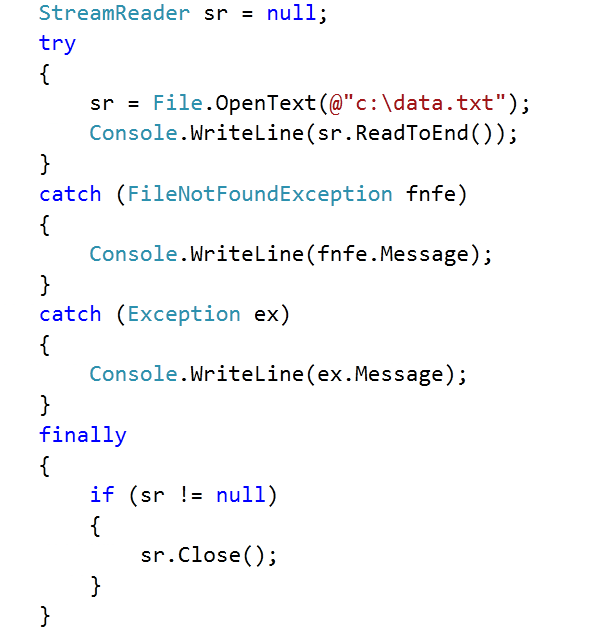 StreamReader sr = null;
try
{
    sr = File.OpenText(@"c:\data.txt");
    Console.WriteLine(sr.ReadToEnd());
}
catch (FileNotFoundException fnfe)
{
    Console.WriteLine(fnfe.Message);
}
catch (Exception ex)
{
    Console.WriteLine(ex.Message);
}
finally
{
    if (sr != null)
    {
        sr.Close();
    }
}